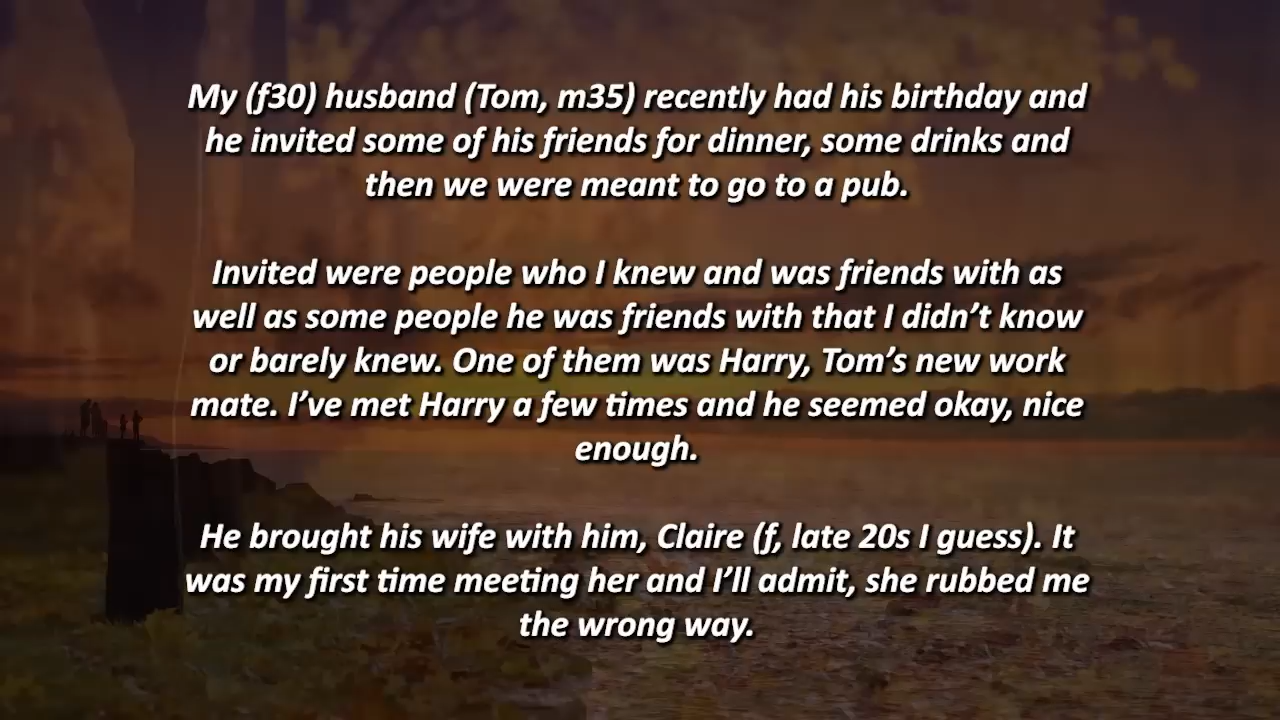 My (f30) husband (Tom, m35) recently had his birthday and
he invited some of his friends for dinner, some drinks and
then we were meant to go to a pub.
Invited were people who I knew and was friends with as
well as some people he was friends with that I didn’t know
or barely knew. One of them was Harry, Tom’s new work
mate. I’ve met Harry a few times and he seemed okay, nice
enough.
He brought his wife with him, Claire (f, late 20s I guess). It
was my first time meeting her and I’ll admit, she rubbed me
the wrong way.